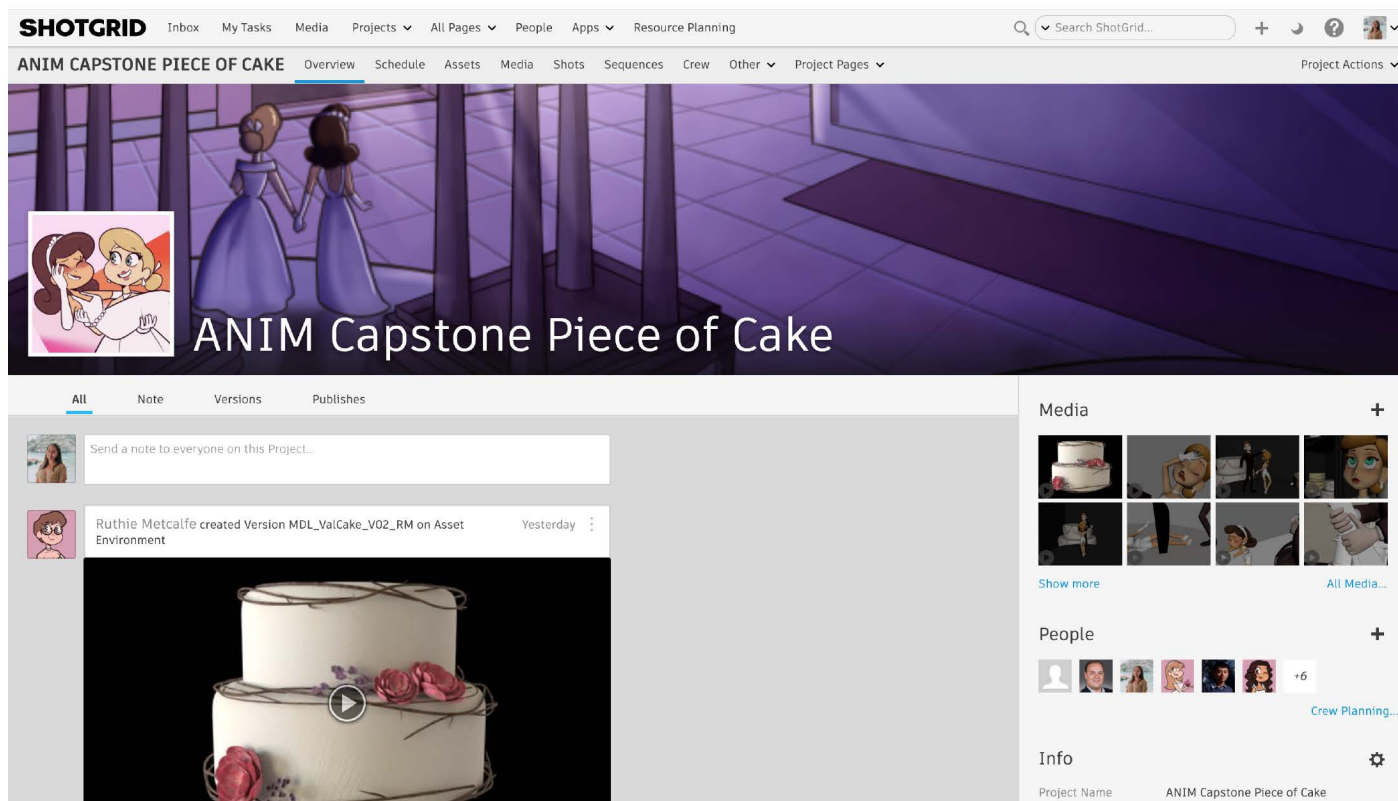 SHOTGRID Inbox My Tasks Media Projects All Pages People Apps Resource Planning Search ShotGrid...
ANIM CAPSTONE PIECE OF CAKE Overview Schedule Assets Media Shots Sequences Crew Other Project Pages Project Actions
ANIM Capstone Piece of Cake
All Note Versions Publishes
Send a note to everyone on this Project...
Ruthie Metcalfe created Version MDL_ValCake_V02_RM on Asset Yesterday
Environment
Media
Show more All Media...
People
+6
Crew Planning...
Info
Project Name ANIM Capstone Piece of Cake